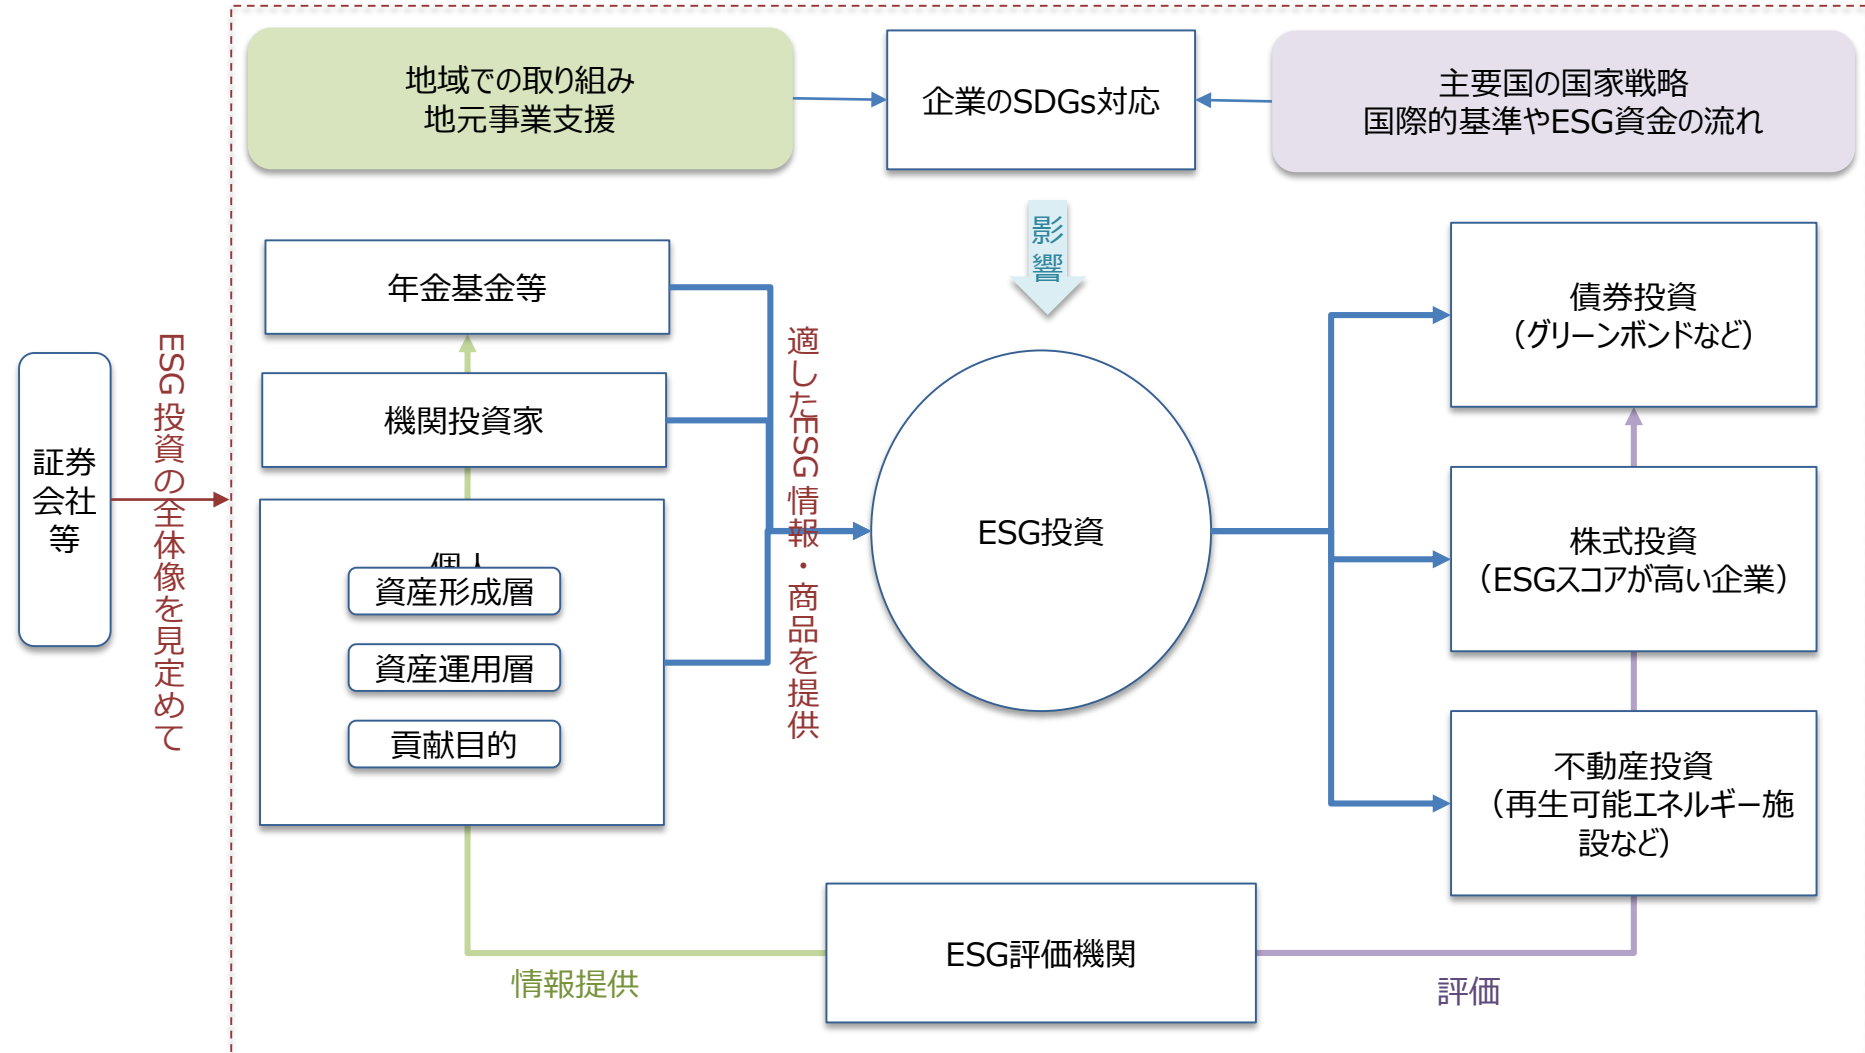 地域での取り組み
地元事業支援
企業のSDGs対応
主要国の国家戦略
国際的基準やESG資金の流れ
影響
年金基金等
機関投資家
個人
資産形成層
資産運用層
貢献目的
証券
会社
等
ESG投資の全体像を見定めて
適したESG情報・商品を提供
ESG投資
債券投資
（グリーンボンドなど）
株式投資
（ESGスコアが高い企業）
不動産投資
（再生可能エネルギー施
設など）
ESG評価機関
情報提供
評価